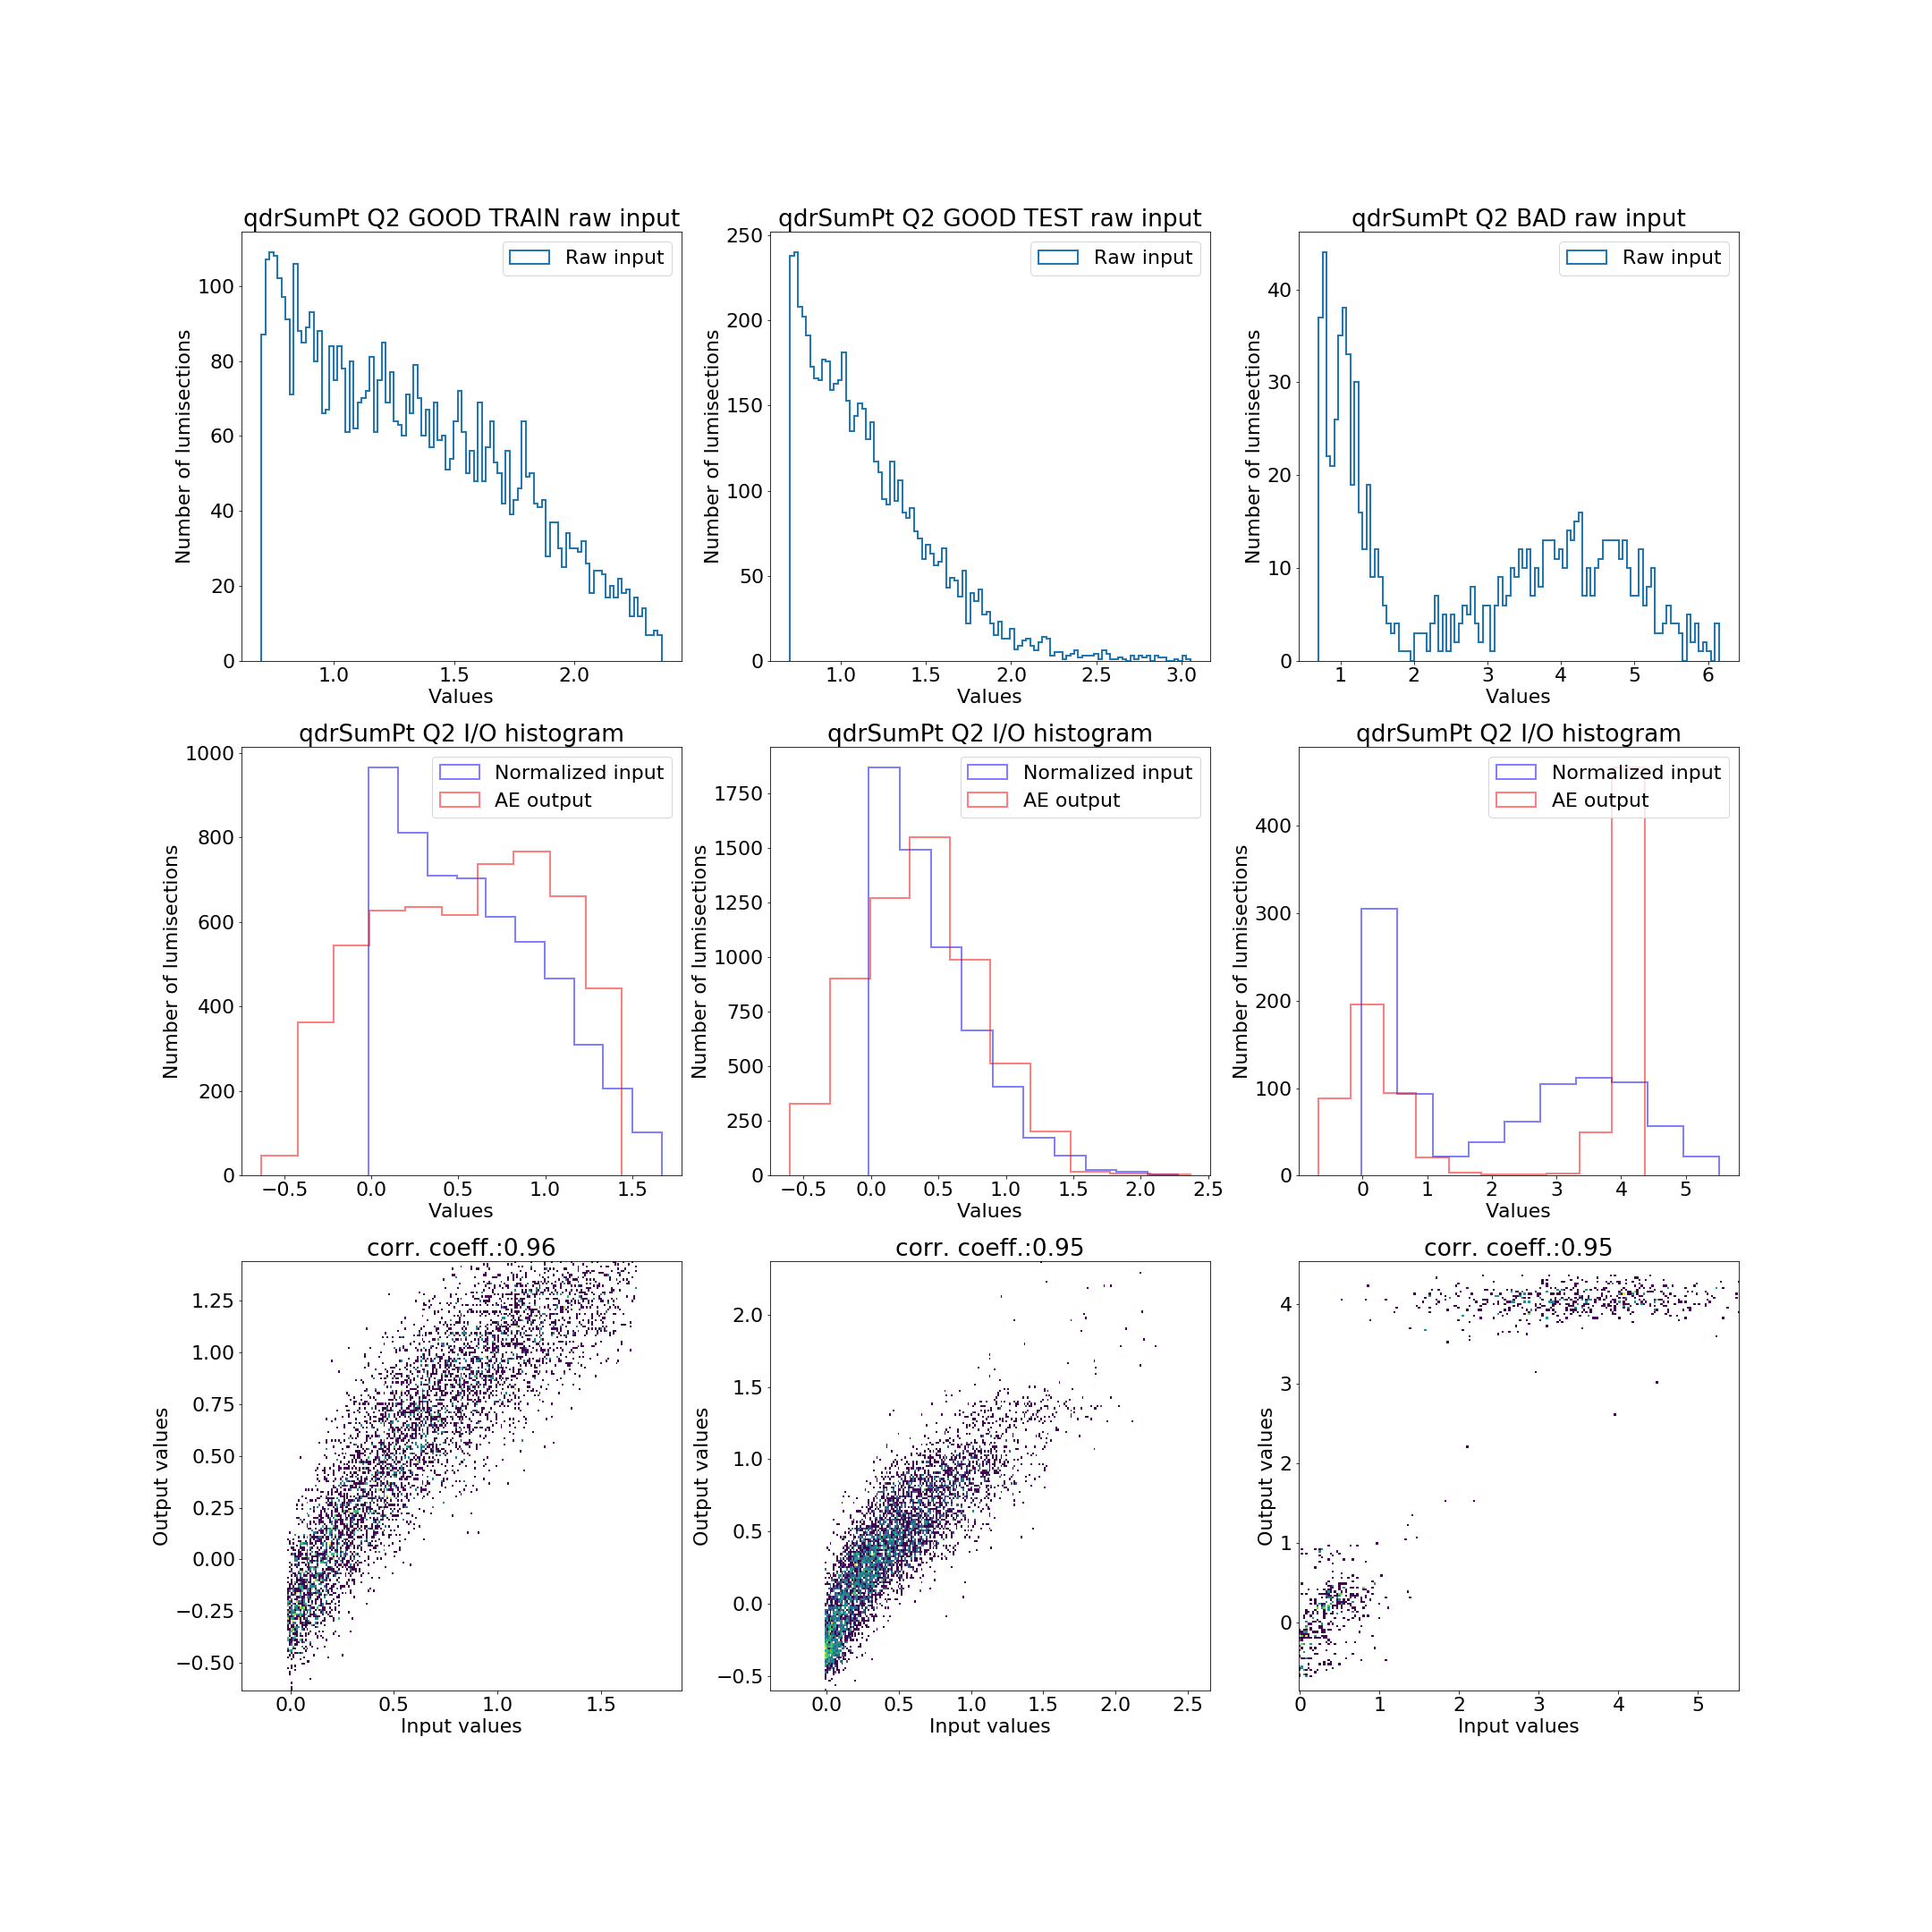 qdrSumPt Q2 GOOD TRAIN raw input
Raw input
100
80
60
40
20
0
Number of lumisections
1.0 1.5 2.0
Values
qdrSumPt Q2 GOOD TEST raw input
Raw input
250
200
150
100
50
0
Number of lumisections
1.0 1.5 2.0 2.5 3.0
Values
qdrSumPt Q2 BAD raw input
Raw input
40
30
20
10
0
Number of lumisections
1 2 3 4 5 6
Values
qdrSumPt Q2 I/O histogram
Normalized input
AE output
1000
800
600
400
200
0
Number of lumisections
−0.5 0.0 0.5 1.0 1.5
Values
qdrSumPt Q2 I/O histogram
Normalized input
AE output
1750
1500
1250
1000
750
500
250
0
Number of lumisections
−0.5 0.0 0.5 1.0 1.5 2.0 2.5
Values
qdrSumPt Q2 I/O histogram
Normalized input
AE output
400
300
200
100
0
Number of lumisections
0 1 2 3 4 5
Values
corr. coeff.:0.96
1.25
1.00
0.75
0.50
0.25
0.00
−0.25
−0.50
Output values
0.0 0.5 1.0 1.5
Input values
corr. coeff.:0.95
2.0
1.5
1.0
0.5
0.0
−0.5
Output values
0.0 0.5 1.0 1.5 2.0 2.5
Input values
corr. coeff.:0.95
4
3
2
1
0
Output values
0 1 2 3 4 5
Input values